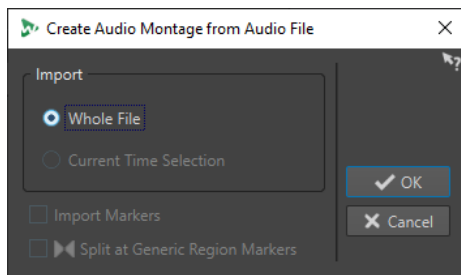 Create Audio Montage from Audio File
Import
Whole File
Current Time Selection
OK
Import Markers
Cancel
Split at Generic Region Markers